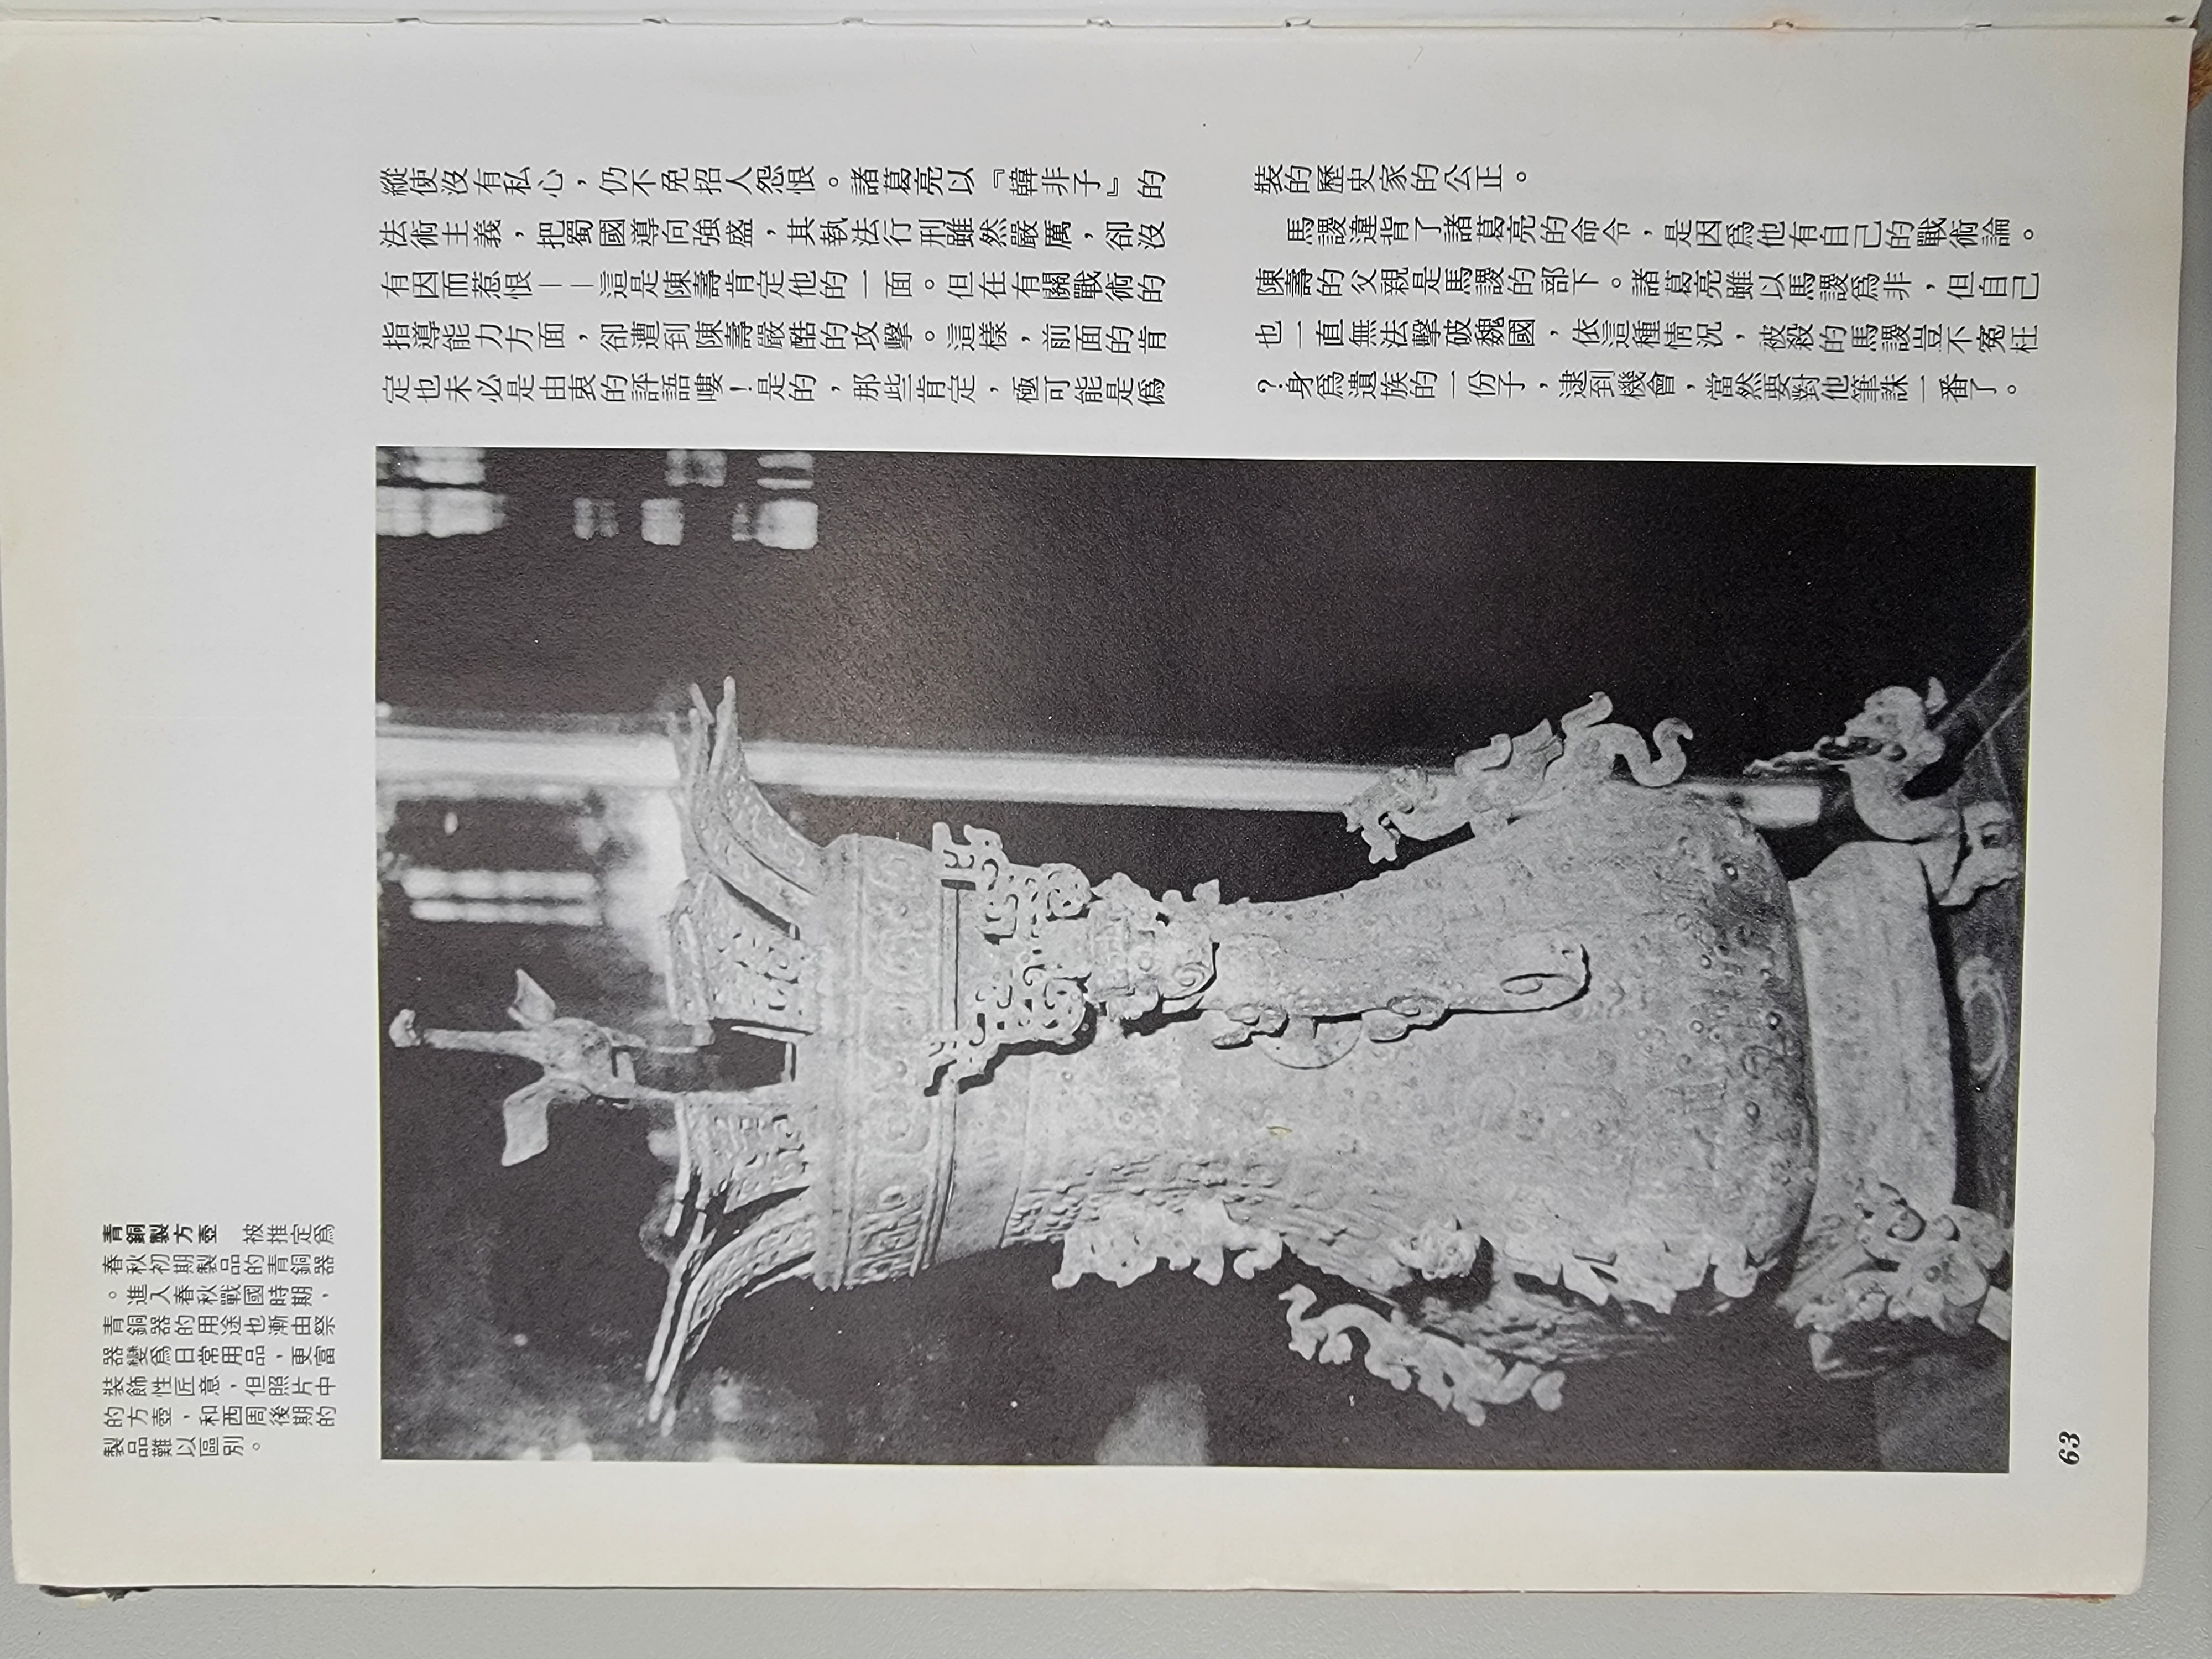 縱使沒有私心，仍不免招人怨恨。諸葛亮以『韓非子』的
法術主義，把蜀國導向強盛，其執法行刑雖然嚴厲，卻沒
有因而惹恨——這是陳壽肯定他的一面。但在有關戰術的
指導能力方面，卻遭到陳壽嚴酷的攻擊。這樣，前面的肯
定也未必是由衷的評語嘍！是的，那些肯定，極可能是偽
裝的歷史家的公正。
馬謖違背了諸葛亮的命令，是因為他有自己的戰術論。
陳壽的父親是馬謖的部下。諸葛亮雖以馬謖為非，但自己
也一直無法擊破魏國，依這種情況，被殺的馬謖豈不寃枉
？身為遺族的一份子，逮到機會，當然要對他筆誅一番了。
青銅製方壺　被推定為
春秋初期製品的青銅器
。進入春秋戰國時期，
青銅器的用途也漸由祭
器變為日常用品，更富
裝飾性匠意，但照片中
的方壺，和西周後期的
製品難以區別。
63